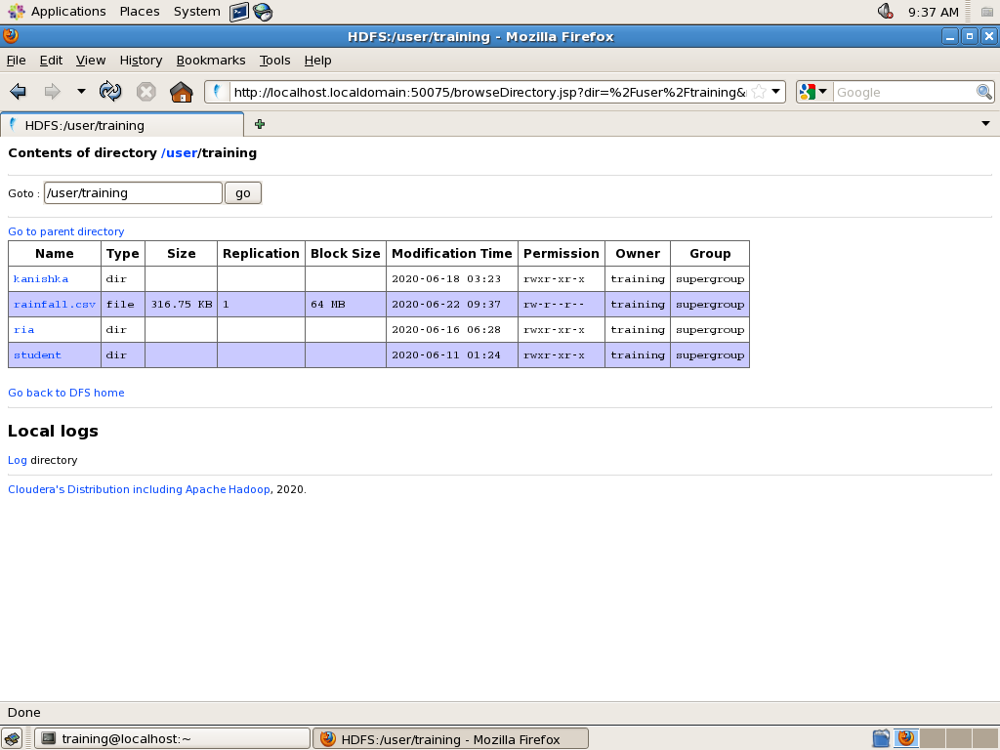 Applications Places System 9:37 AM
HDFS:/user/training - Mozilla Firefox
File Edit View History Bookmarks Tools Help
http://localhost.localdomain:50075/browseDirectory.jsp?dir=%2Fuser%2Ftraining& Google
HDFS:/user/training
Contents of directory /user/training
Goto : /user/training go
Go to parent directory
Name Type Size Replication Block Size Modification Time Permission Owner Group
kanishka dir 2020-06-18 03:23 rwxr-xr-x training supergroup
rainfall.csv file 316.75 KB 1 64 MB 2020-06-22 09:37 rw-r--r-- training supergroup
ria dir 2020-06-16 06:28 rwxr-xr-x training supergroup
student dir 2020-06-11 01:24 rwxr-xr-x training supergroup
Go back to DFS home
Local logs
Log directory
Cloudera's Distribution including Apache Hadoop, 2020.
Done
training@localhost:~ HDFS:/user/training - Mozilla Firefox